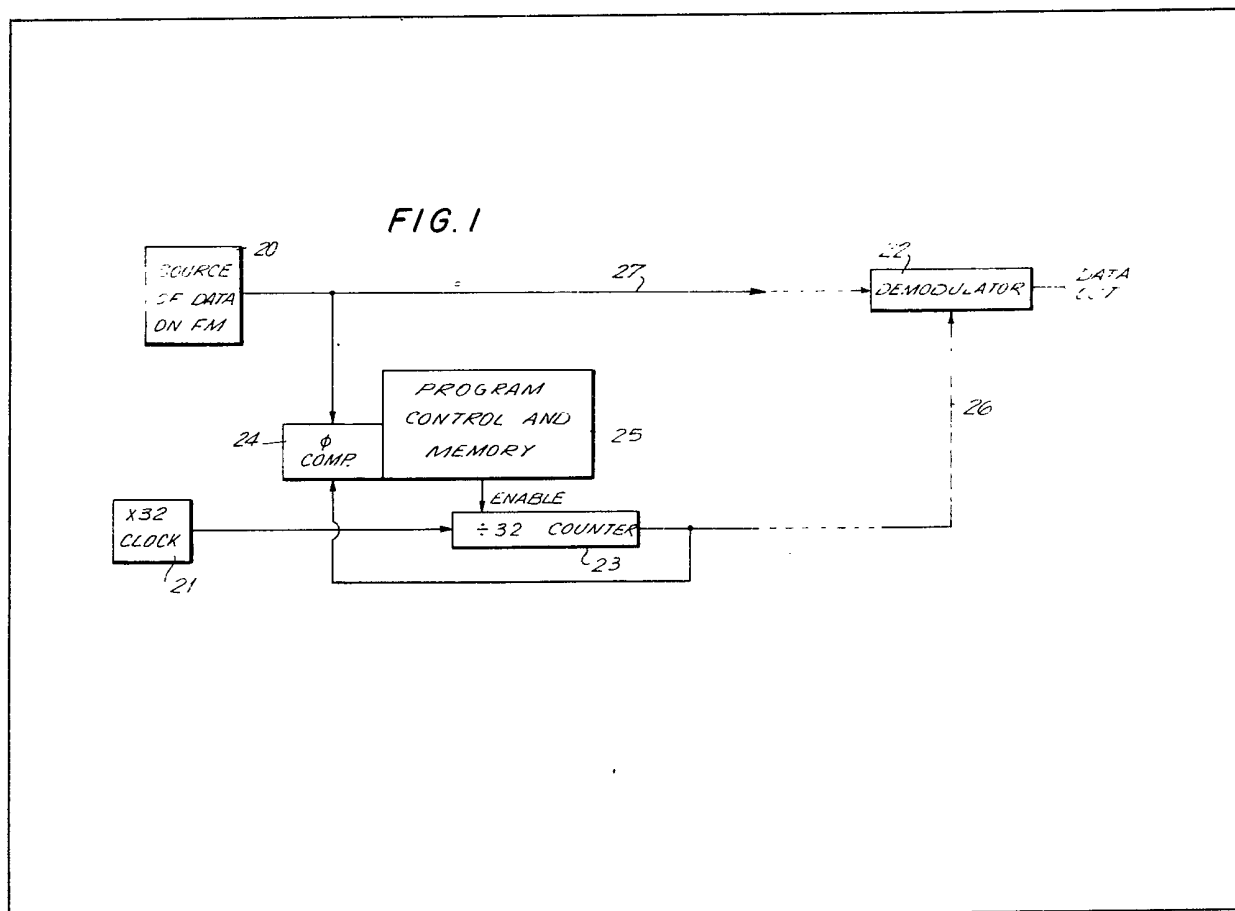 FIG. 1
20
SOURCE
OF DATA
ON FM
27
22
DEMODULATOR
DATA
OUT
26
24
ϕ
COMP.
PROGRAM
CONTROL AND
MEMORY
25
ENABLE
X32
CLOCK
21
÷32 COUNTER
23